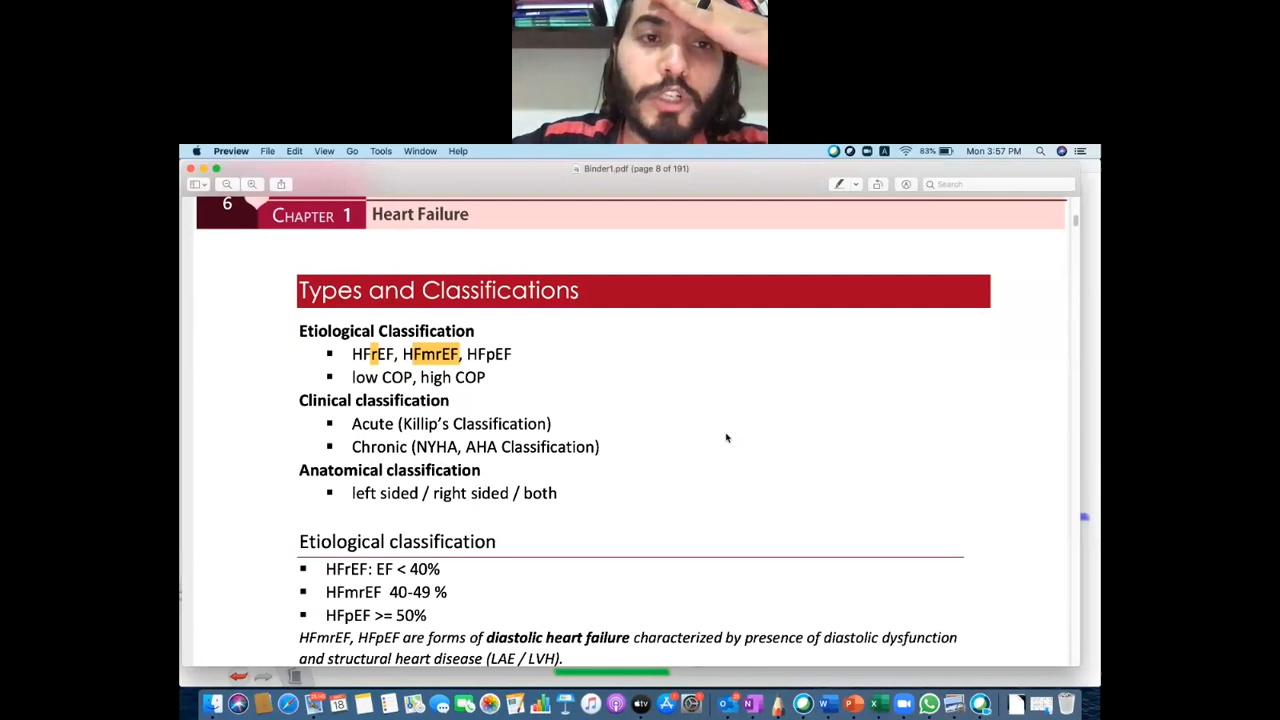 Preview File Edit View Go Tools Window Help 83% Mon 3:57 PM
Binder1.pdf (page 8 of 191)
Search
6 CHAPTER 1 Heart Failure
Types and Classifications
Etiological Classification
▪ HFrEF, HFmrEF, HFpEF
▪ low COP, high COP
Clinical classification
▪ Acute (Killip’s Classification)
▪ Chronic (NYHA, AHA Classification)
Anatomical classification
▪ left sided / right sided / both
Etiological classification
▪ HFrEF: EF < 40%
▪ HFmrEF 40-49 %
▪ HFpEF >= 50%
HFmrEF, HFpEF are forms of diastolic heart failure characterized by presence of diastolic dysfunction
and structural heart disease (LAE / LVH).